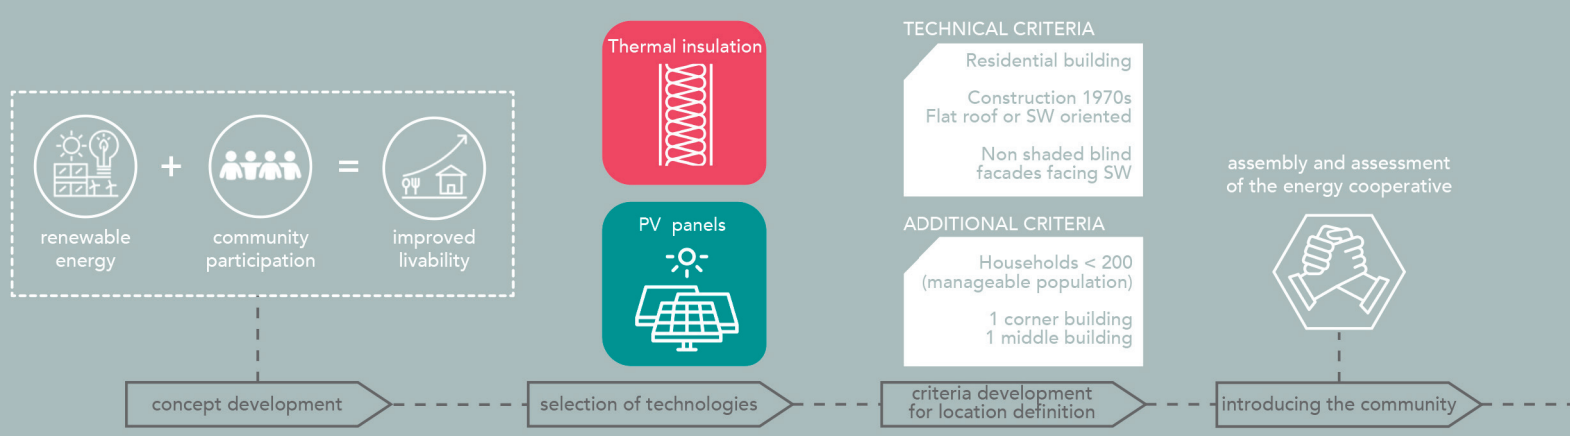 renewable
energy
+
community
participation
=
improved
livability
concept development
Thermal insulation
PV panels
selection of technologies
TECHNICAL CRITERIA
Residential building
Construction 1970s
Flat roof or SW oriented
Non shaded blind
facades facing SW
ADDITIONAL CRITERIA
Households < 200
(manageable population)
1 corner building
1 middle building
criteria development
for location definition
assembly and assessment
of the energy cooperative
introducing the community